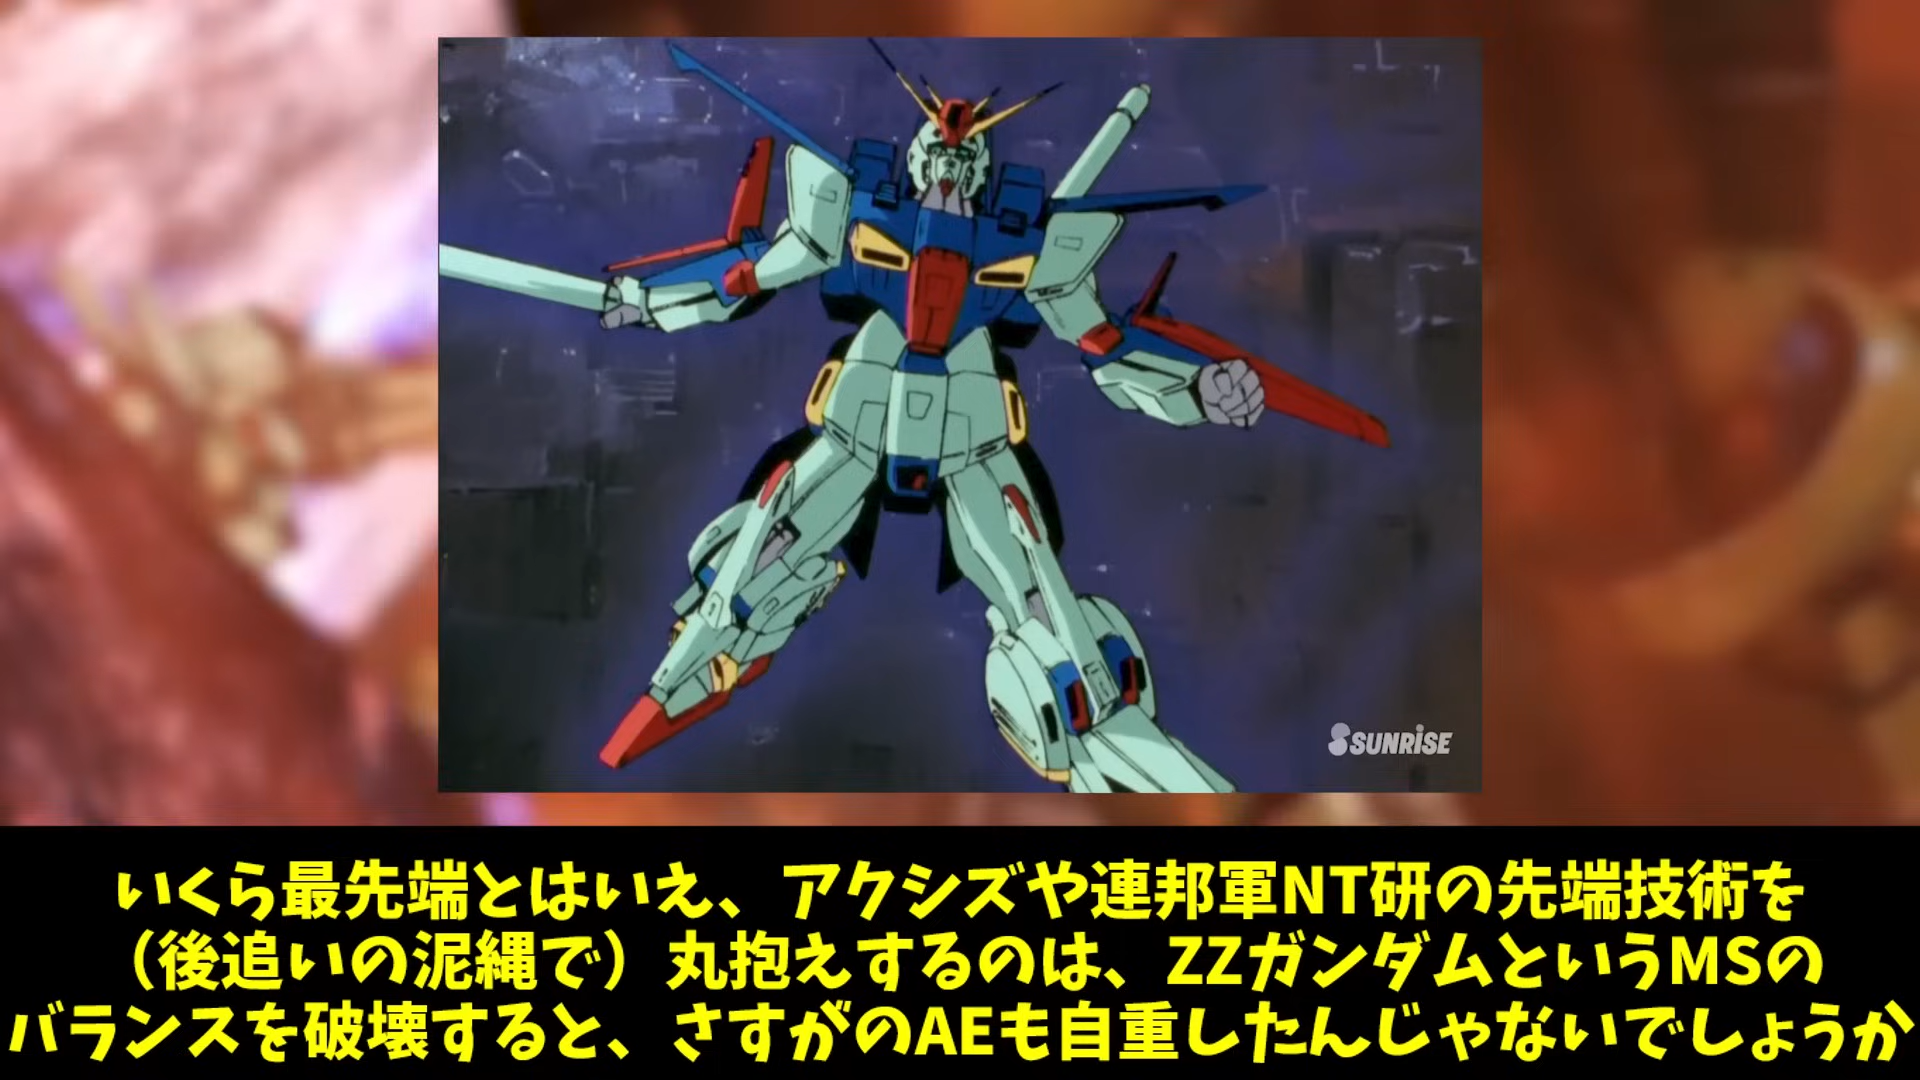 SUNRISE
いくら最先端とはいえ、アクシズや連邦軍NT研の先端技術を
（後追いの泥縄で）丸抱えするのは、ZZガンダムというMSの
バランスを破壊すると、さすがのAEも自重したんじゃないでしょうか